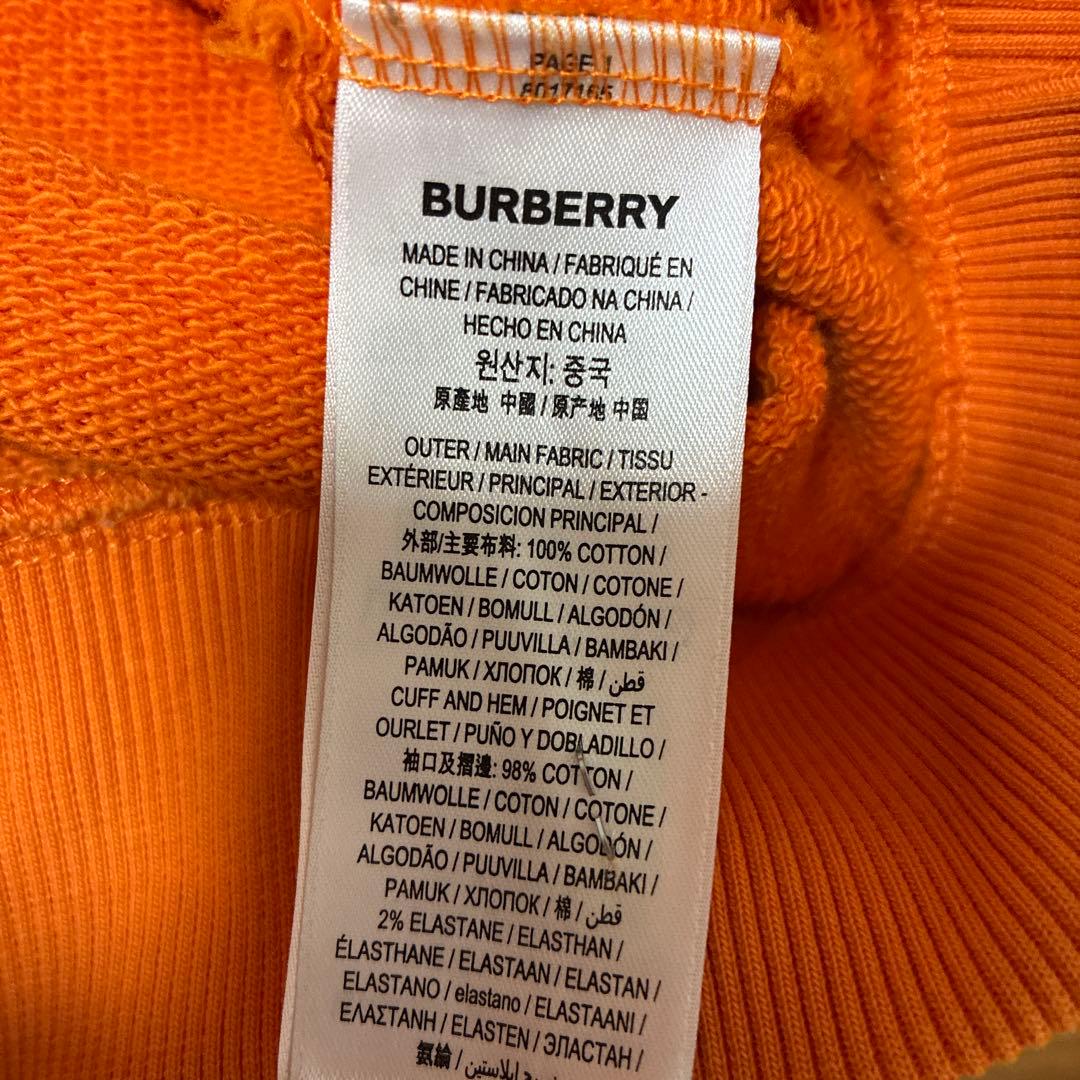 PAGE 1
8017165
BURBERRY
MADE IN CHINA / FABRIQUÉ EN
CHINE / FABRICADO NA CHINA /
HECHO EN CHINA
원산지: 중국
原產地 中國 / 原产地 中国
OUTER / MAIN FABRIC / TISSU
EXTÉRIEUR / PRINCIPAL / EXTERIOR -
COMPOSICION PRINCIPAL /
外部/主要布料: 100% COTTON /
BAUMWOLLE / COTON / COTONE /
KATOEN / BOMULL / ALGODÓN /
ALGODÃO / PUUVILLA / BAMBAKI /
PAMUK / ХЛОПОК / 棉 / قطن
CUFF AND HEM / POIGNET ET
OURLET / PUÑO Y DOBLADILLO /
袖口及摺邊: 98% COTTON /
BAUMWOLLE / COTON / COTONE /
KATOEN / BOMULL / ALGODÓN /
ALGODÃO / PUUVILLA / BAMBAKI /
PAMUK / ХЛОПОК / 棉 / قطن
2% ELASTANE / ELASTHAN /
ÉLASTHANE / ELASTAAN / ELASTAN /
ELASTANO / elastano / ELASTAANI /
ΕΛΑΣΤΑΝΗ / ELASTEN / ЭЛАСТАН /
氨綸 / ايلاستين